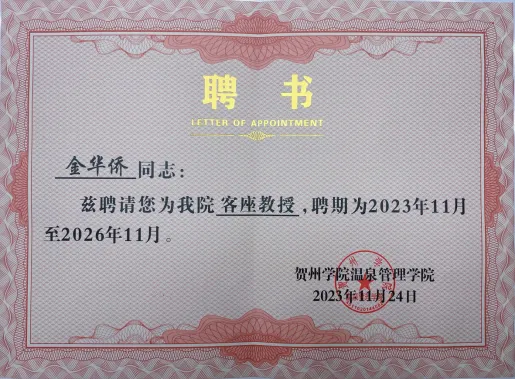 聘 书
LETTER OF APPOINTMENT
金华侨同志：
兹聘请您为我院客座教授，聘期为2023年11月
至2026年11月。
贺州学院温泉管理学院
2023年11月24日